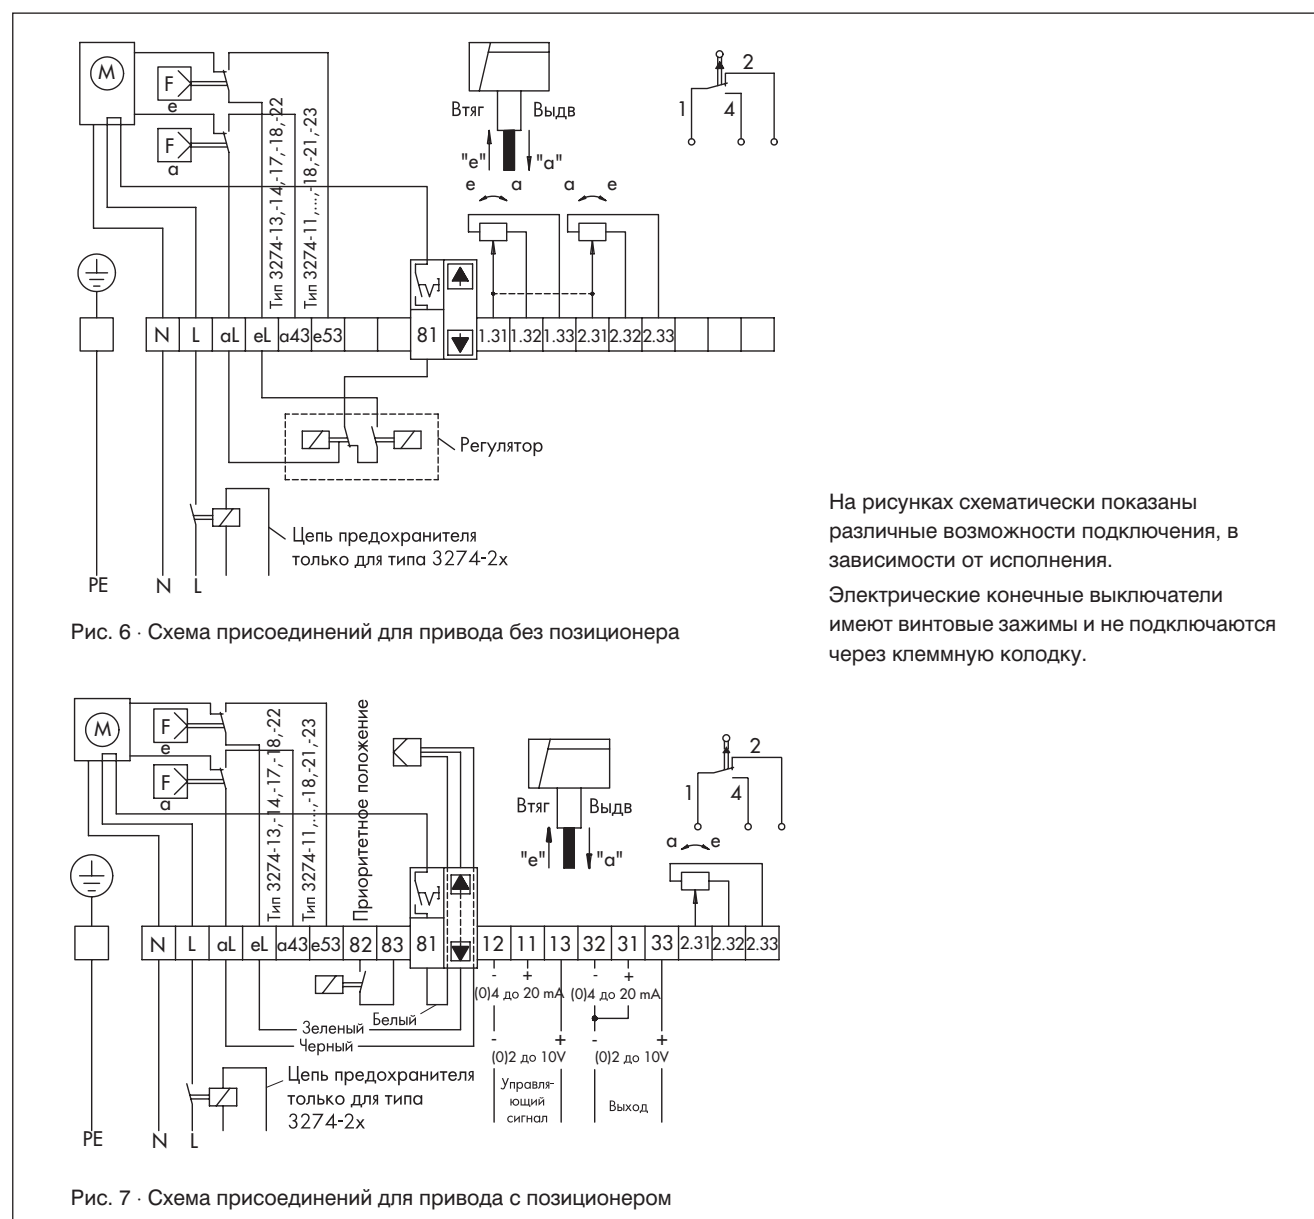 M
F
e
F
a
Тип 3274-13,-14,-17,-18,-22
Тип 3274-11,...,-18,-21,-23
Втяг Выдв
"e" "a"
e a a e
2
1 4
N L aL eL a43 e53 81 1.31 1.32 1.33 2.31 2.32 2.33
Регулятор
Цепь предохранителя
только для типа 3274-2x
PE N L
Рис. 6 · Схема присоединений для привода без позиционера
На рисунках схематически показаны
различные возможности подключения, в
зависимости от исполнения.
Электрические конечные выключатели
имеют винтовые зажимы и не подключаются
через клеммную колодку.
M
F
e
F
a
Тип 3274-13,-14,-17,-18,-22
Тип 3274-11,...,-18,-21,-23
Приоритетное положение
Втяг Выдв
"e" "a"
2
1 4
a e
N L aL eL a43 e53 82 83 81 12 11 13 32 31 33 2.31 2.32 2.33
- + - +
(0)4 до 20 mA (0)4 до 20 mA
Белый
Зеленый
Черный
- + - +
(0)2 до 10V (0)2 до 10V
Управля-
ющий
сигнал
Выход
Цепь предохранителя
только для типа
3274-2x
PE N L
Рис. 7 · Схема присоединений для привода с позиционером